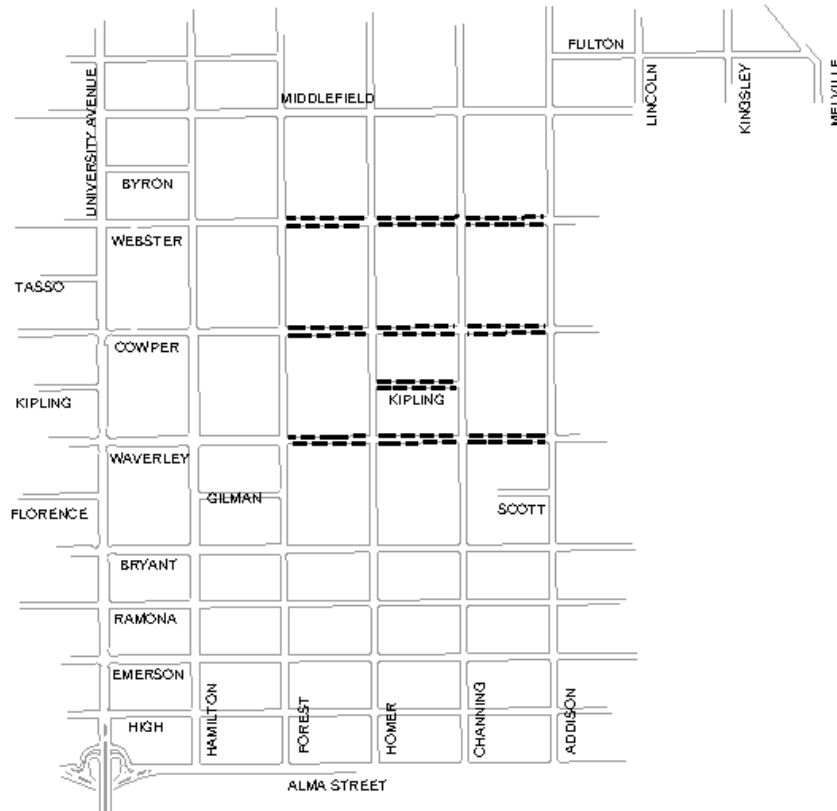 FULTON
MIDDLEFIELD
UNIVERSITY AVENUE
LINCOLN
KINGSLEY
MELVILLE
BYRON
WEBSTER
TASSO
COWPER
KIPLING
KIPLING
WAVERLEY
GILMAN
FLORENCE
SCOTT
BRYANT
RAMONA
EMERSON
HIGH
HAMILTON
FOREST
HOMER
CHANNING
ADDISON
ALMA STREET